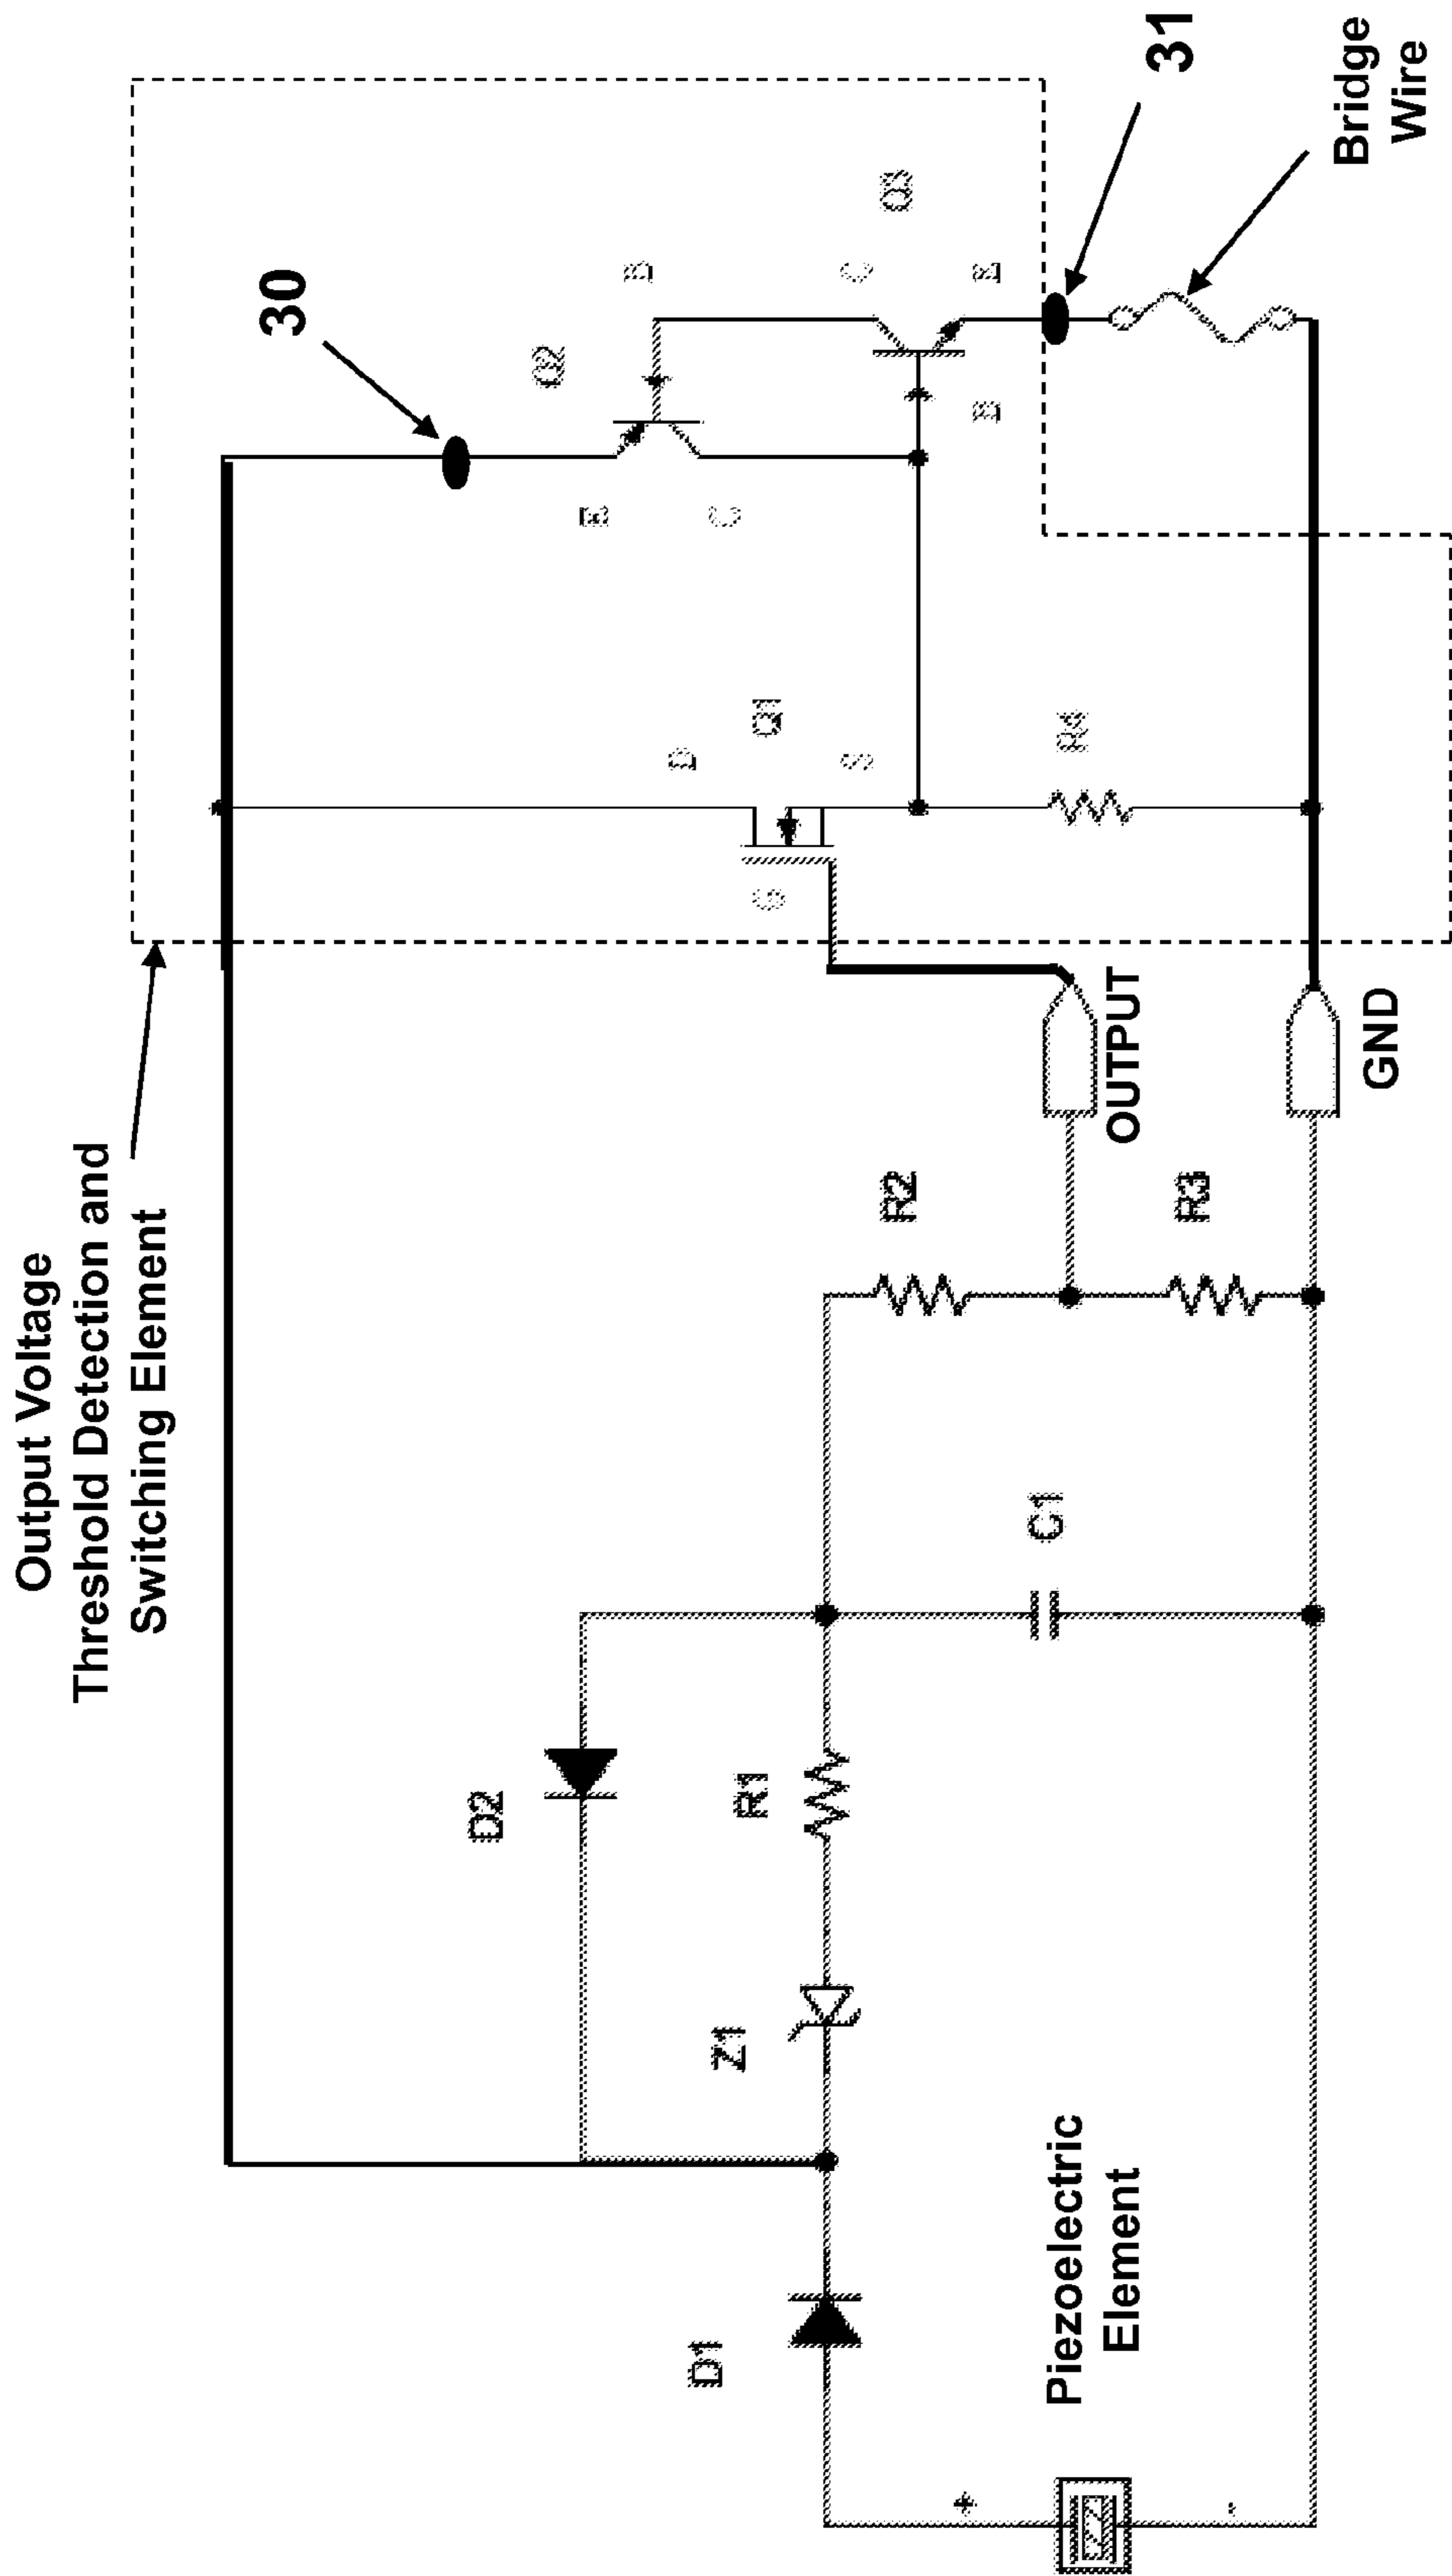 Output Voltage
Threshold Detection and
Switching Element
30
31
Bridge
Wire
Q2
B
E
C
Q3
C
E
B
Q1
D
S
G
R4
OUTPUT
GND
R2
R3
C1
D2
R1
Z1
D1
Piezoelectric
Element
+
-